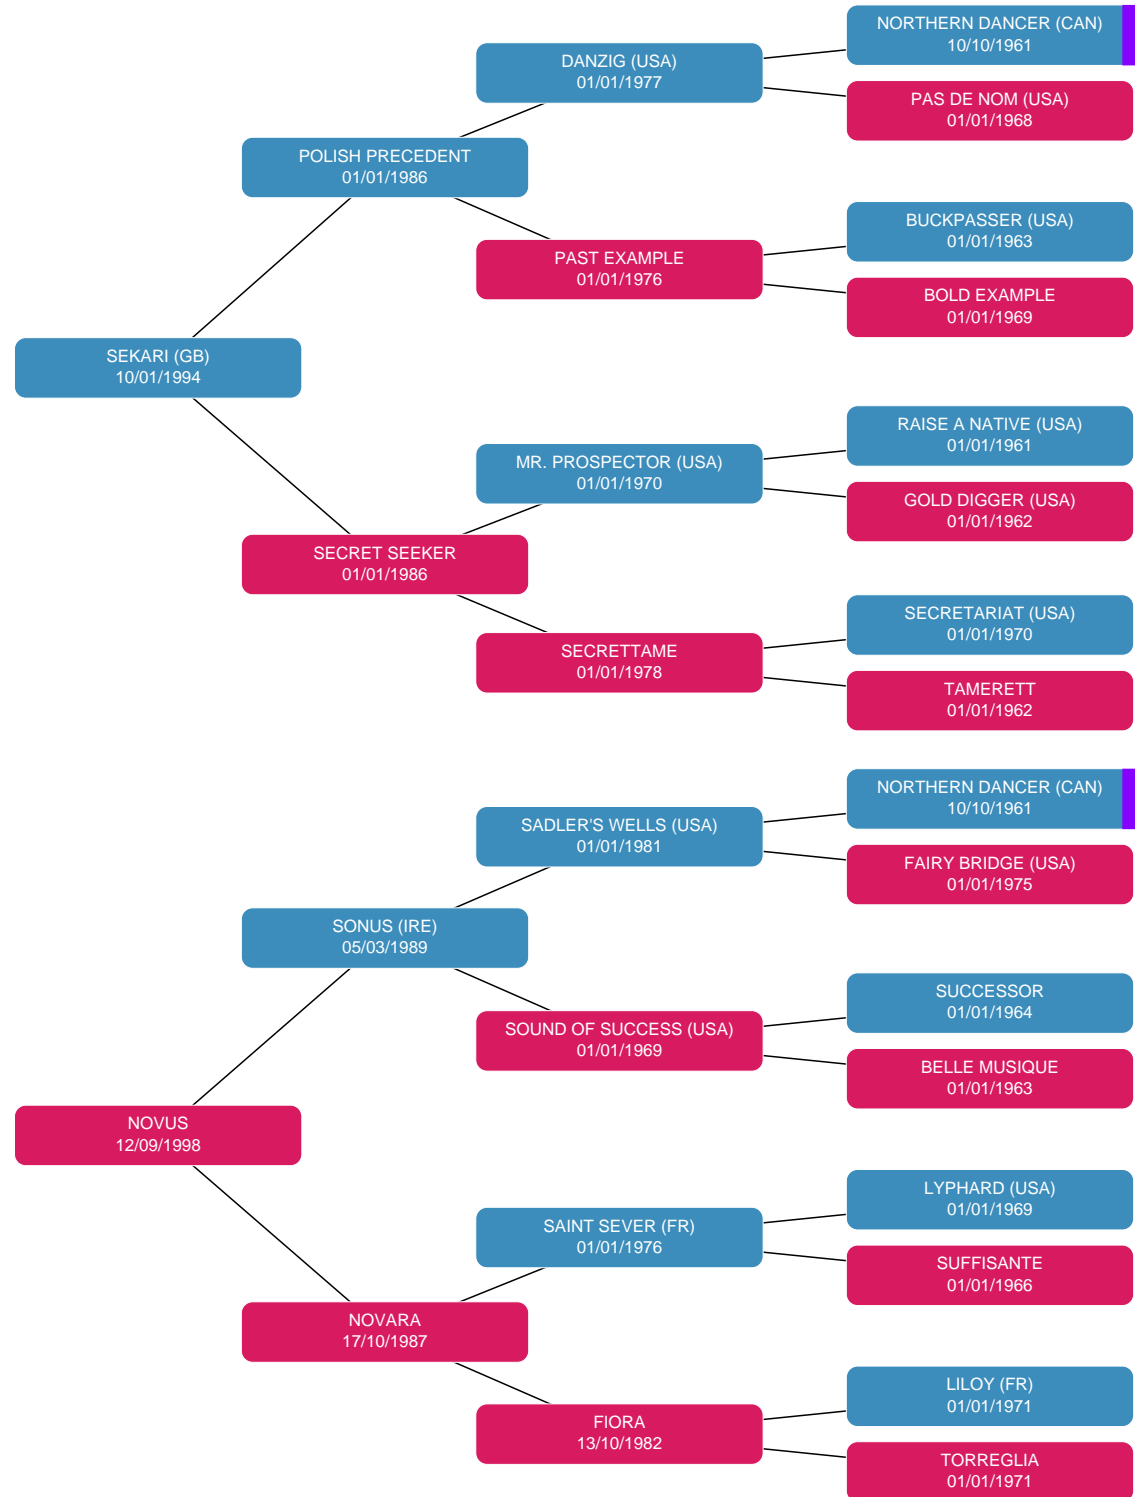 NORTHERN DANCER (CAN)
10/10/1961
DANZIG (USA)
01/01/1977
PAS DE NOM (USA)
01/01/1968
POLISH PRECEDENT
01/01/1986
BUCKPASSER (USA)
01/01/1963
PAST EXAMPLE
01/01/1976
BOLD EXAMPLE
01/01/1969
SEKARI (GB)
10/01/1994
RAISE A NATIVE (USA)
01/01/1961
MR. PROSPECTOR (USA)
01/01/1970
GOLD DIGGER (USA)
01/01/1962
SECRET SEEKER
01/01/1986
SECRETARIAT (USA)
01/01/1970
SECRETTAME
01/01/1978
TAMERETT
01/01/1962
NORTHERN DANCER (CAN)
10/10/1961
SADLER'S WELLS (USA)
01/01/1981
FAIRY BRIDGE (USA)
01/01/1975
SONUS (IRE)
05/03/1989
SUCCESSOR
01/01/1964
SOUND OF SUCCESS (USA)
01/01/1969
BELLE MUSIQUE
01/01/1963
NOVUS
12/09/1998
LYPHARD (USA)
01/01/1969
SAINT SEVER (FR)
01/01/1976
SUFFISANTE
01/01/1966
NOVARA
17/10/1987
LILOY (FR)
01/01/1971
FIORA
13/10/1982
TORREGLIA
01/01/1971